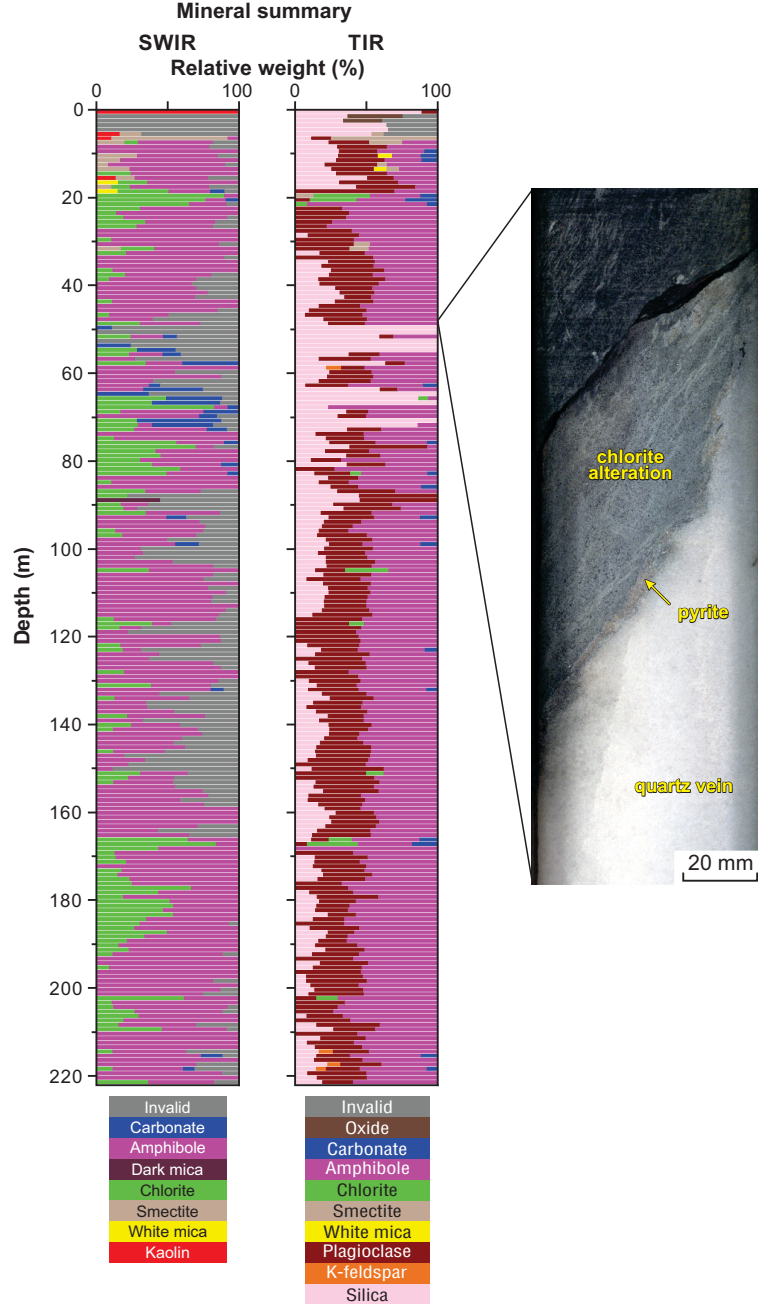 Mineral summary
SWIR TIR
Relative weight (%)
0 100 0 100
Depth (m)
0
20
40
60
80
100
120
140
160
180
200
220
chlorite
alteration
pyrite
quartz vein
20 mm
Invalid
Carbonate
Amphibole
Dark mica
Chlorite
Smectite
White mica
Kaolin
Invalid
Oxide
Carbonate
Amphibole
Chlorite
Smectite
White mica
Plagioclase
K-feldspar
Silica